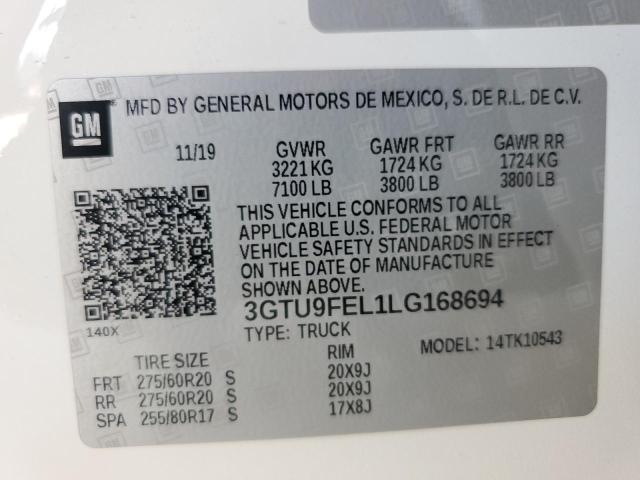 GM
MFD BY GENERAL MOTORS DE MEXICO, S. DE R.L. DE C.V.
11/19 GVWR GAWR FRT GAWR RR
3221 KG 1724 KG 1724 KG
7100 LB 3800 LB 3800 LB
THIS VEHICLE CONFORMS TO ALL
APPLICABLE U.S. FEDERAL MOTOR
VEHICLE SAFETY STANDARDS IN EFFECT
ON THE DATE OF MANUFACTURE
SHOWN ABOVE.
3GTU9FEL1LG168694
140X
TYPE: TRUCK
MODEL: 14TK10543
TIRE SIZE RIM
FRT 275/60R20 S 20X9J
RR 275/60R20 S 20X9J
SPA 255/80R17 S 17X8J